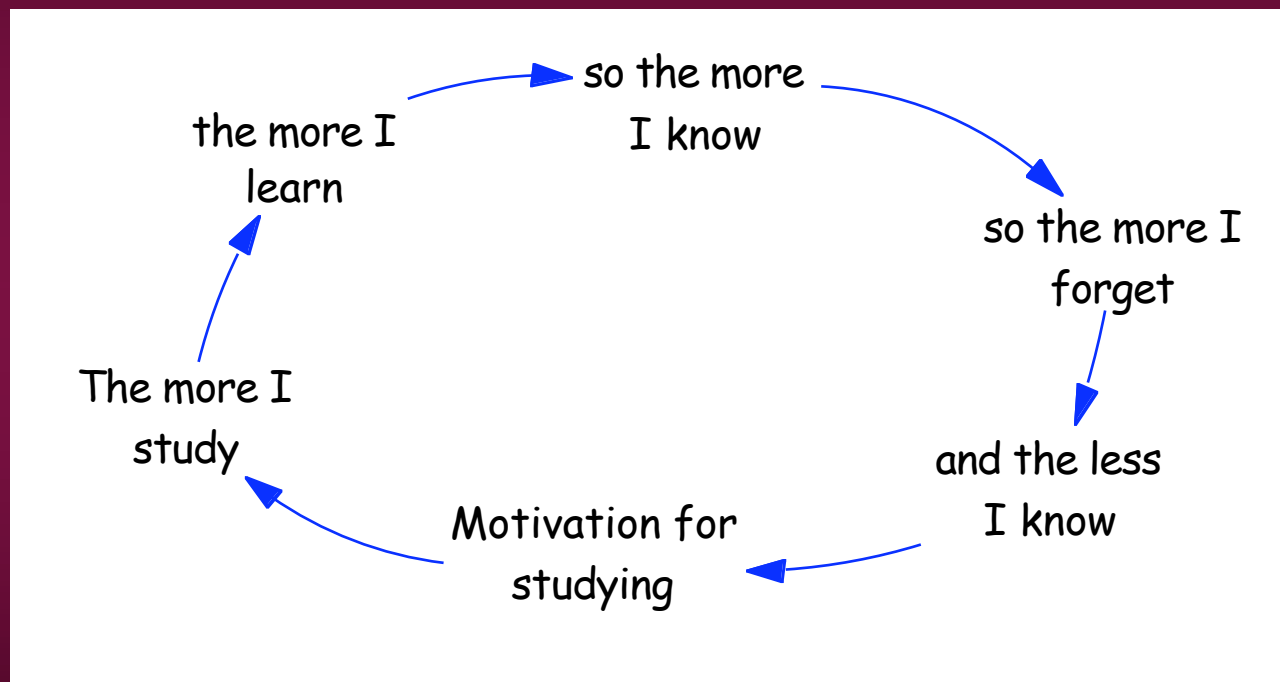 The more I
study
the more I
learn
so the more
I know
so the more I
forget
and the less
I know
Motivation for
studying